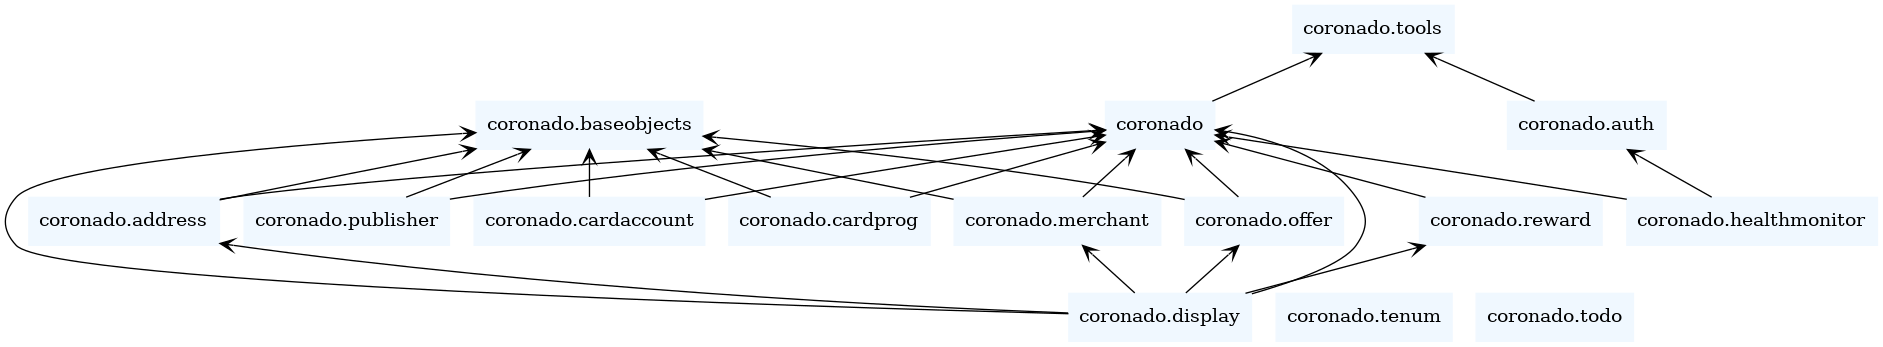 coronado.tools
coronado.baseobjects
coronado
coronado.auth
coronado.address
coronado.publisher
coronado.cardaccount
coronado.cardprog
coronado.merchant
coronado.offer
coronado.reward
coronado.healthmonitor
coronado.display
coronado.tenum
coronado.todo